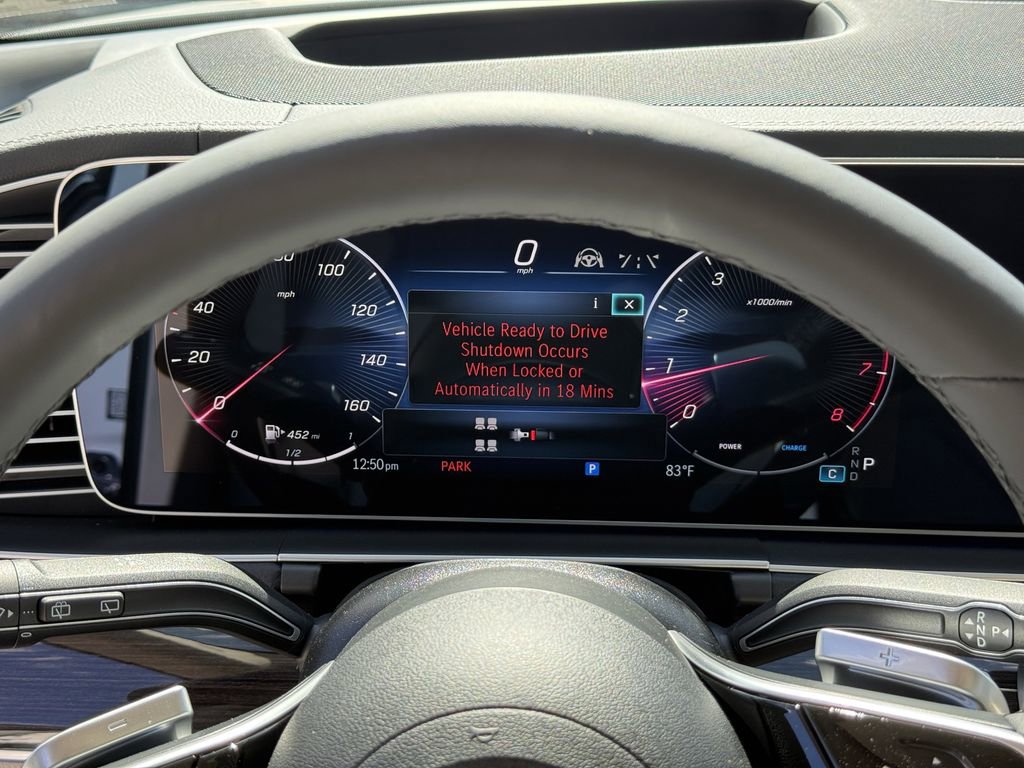 0
mph
i
100
mph
40
120
20
140
0
160
Vehicle Ready to Drive
Shutdown Occurs
When Locked or
Automatically in 18 Mins
3
x1000/min
2
1
7
0
8
0
452 mi
1
1/2
POWER
CHARGE
12:50 pm
PARK
P
83°F
C
R
N
D
P
R
N
D
P